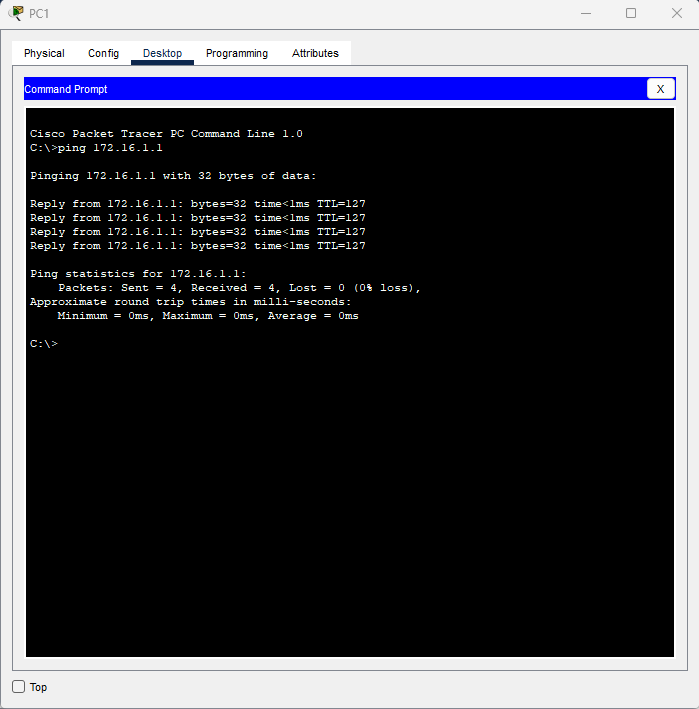 PC1
Physical Config Desktop Programming Attributes
Command Prompt X
Cisco Packet Tracer PC Command Line 1.0
C:\>ping 172.16.1.1
Pinging 172.16.1.1 with 32 bytes of data:
Reply from 172.16.1.1: bytes=32 time<1ms TTL=127
Reply from 172.16.1.1: bytes=32 time<1ms TTL=127
Reply from 172.16.1.1: bytes=32 time<1ms TTL=127
Reply from 172.16.1.1: bytes=32 time<1ms TTL=127
Ping statistics for 172.16.1.1:
    Packets: Sent = 4, Received = 4, Lost = 0 (0% loss),
Approximate round trip times in milli-seconds:
    Minimum = 0ms, Maximum = 0ms, Average = 0ms
C:\>
Top